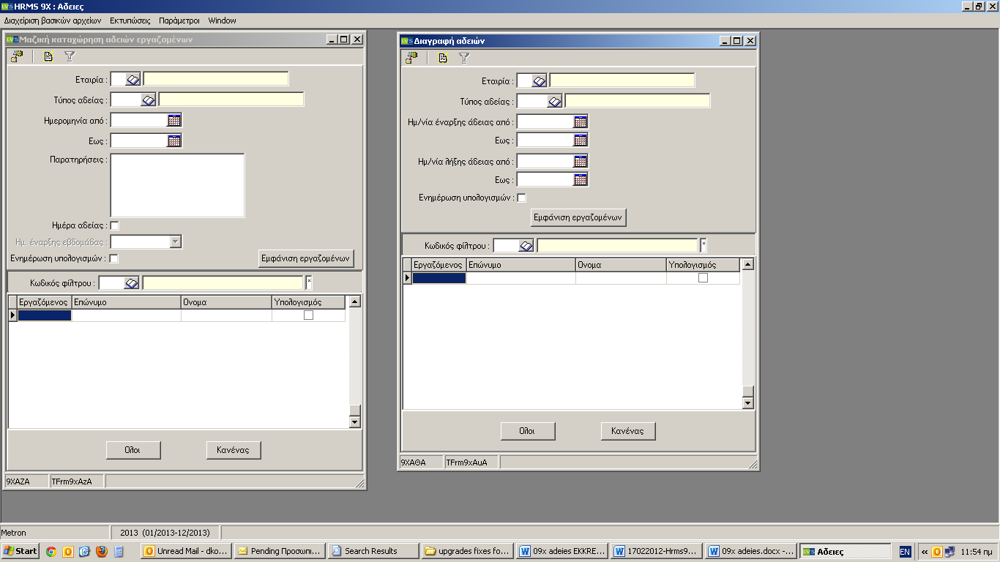 HRMS 9X : Αδειες
Διαχείριση βασικών αρχείων Εκτυπώσεις Παράμετροι Window
Μαζική καταχώρηση αδειών εργαζομένων
Εταιρία :
Τύπος αδείας :
Ημερομηνία από :
Εως :
Παρατηρήσεις :
Ημέρα αδείας :
Ημ. έναρξης εβδομάδας :
Ενημέρωση υπολογισμών :
Εμφάνιση εργαζομένων
Κωδικός φίλτρου :
Εργαζόμενος Επώνυμο Ονομα Υπολογισμός
Ολοι Κανένας
9ΧΑΖΑ TFrm9xAzA
Διαγραφή αδειών
Εταιρία :
Τύπος αδείας :
Ημ/νία έναρξης άδειας από :
Εως :
Ημ/νία λήξης άδειας από :
Εως :
Ενημέρωση υπολογισμών :
Εμφάνιση εργαζομένων
Κωδικός φίλτρου :
Εργαζόμενος Επώνυμο Ονομα Υπολογισμός
Ολοι Κανένας
9ΧΑΘΑ TFrm9xAuA
Metron 2013 (01/2013-12/2013)
Start Unread Mail - dko... Pending Προσωπι... Search Results upgrades fixes fo... 09x adeies EKKRE... 17022012-Hrms9... 09x adeies.docx -... Αδειες EN « 11:54 πμ